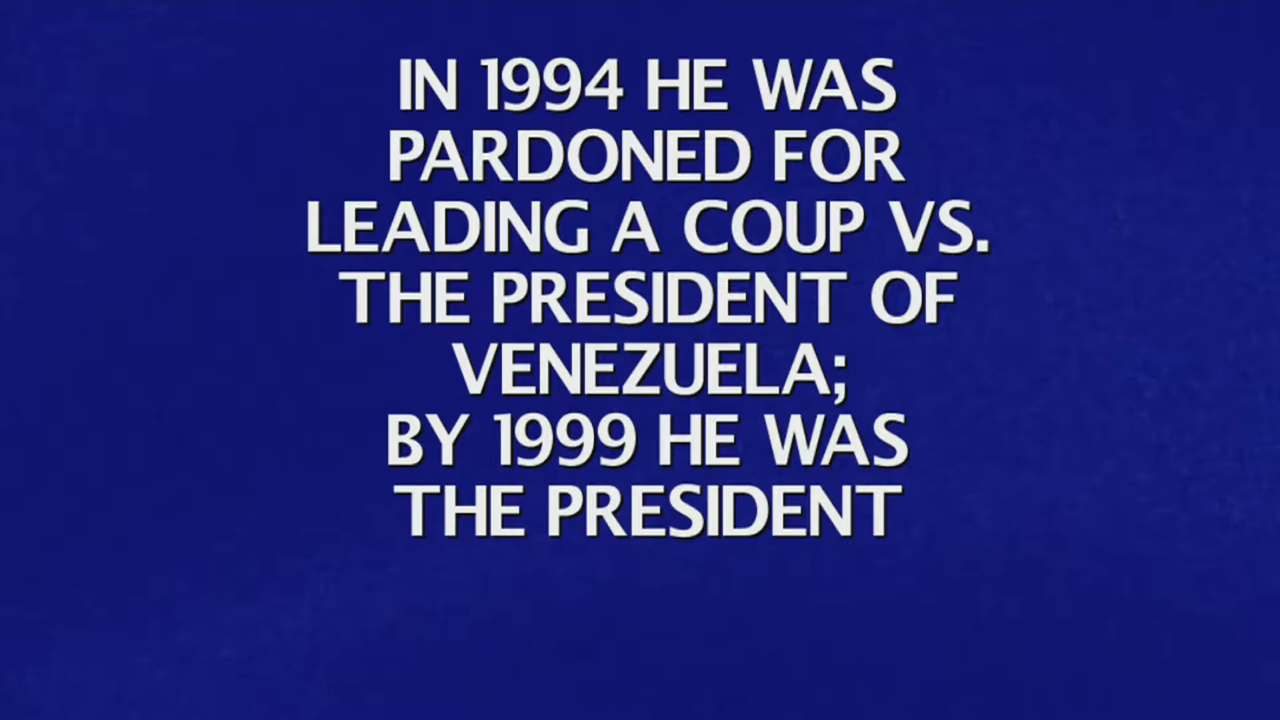 IN 1994 HE WAS
PARDONED FOR
LEADING A COUP VS.
THE PRESIDENT OF
VENEZUELA;
BY 1999 HE WAS
THE PRESIDENT